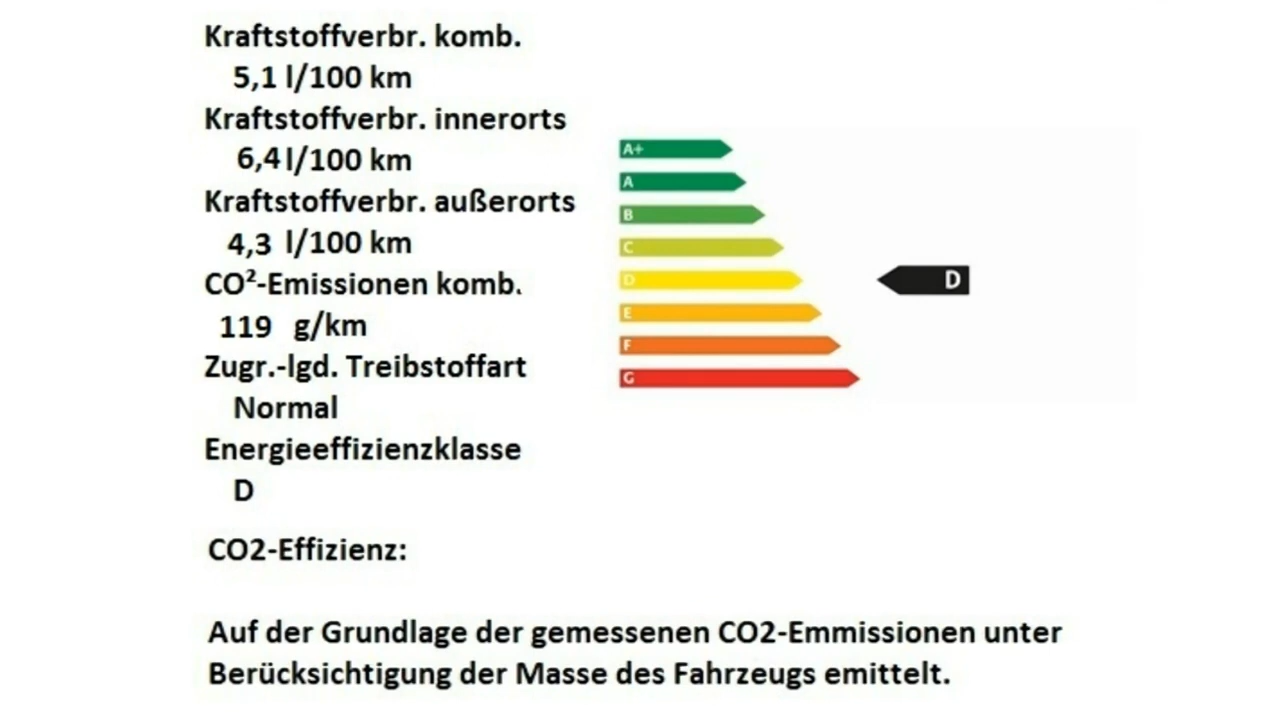 Kraftstoffverbr. komb.
5,1 l/100 km
Kraftstoffverbr. innerorts
6,4 l/100 km
Kraftstoffverbr. außerorts
4,3 l/100 km
CO²-Emissionen komb.
119 g/km
Zugr.-lgd. Treibstoffart
Normal
Energieeffizienzklasse
D
A+
A
B
C
D
D
E
F
G
CO2-Effizienz:
Auf der Grundlage der gemessenen CO2-Emmissionen unter
Berücksichtigung der Masse des Fahrzeugs emittelt.